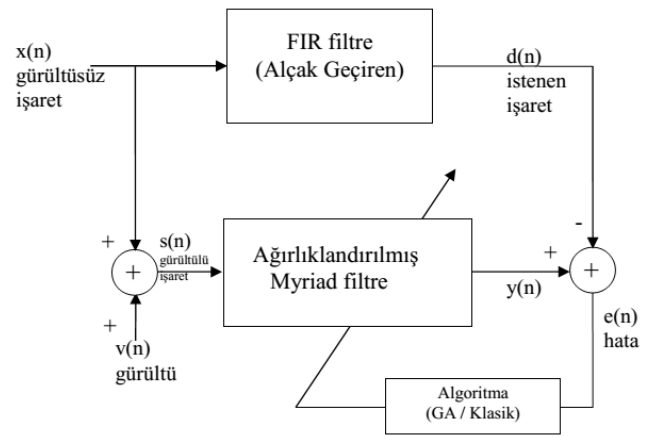 x(n)
gürültüsüz
işaret
FIR filtre
(Alçak Geçiren)
d(n)
istenen
işaret
-
+
+
s(n)
gürültülü
işaret
Ağırlıklandırılmış
Myriad filtre
+
+
y(n)
+
v(n)
gürültü
e(n)
hata
Algoritma
(GA / Klasik)